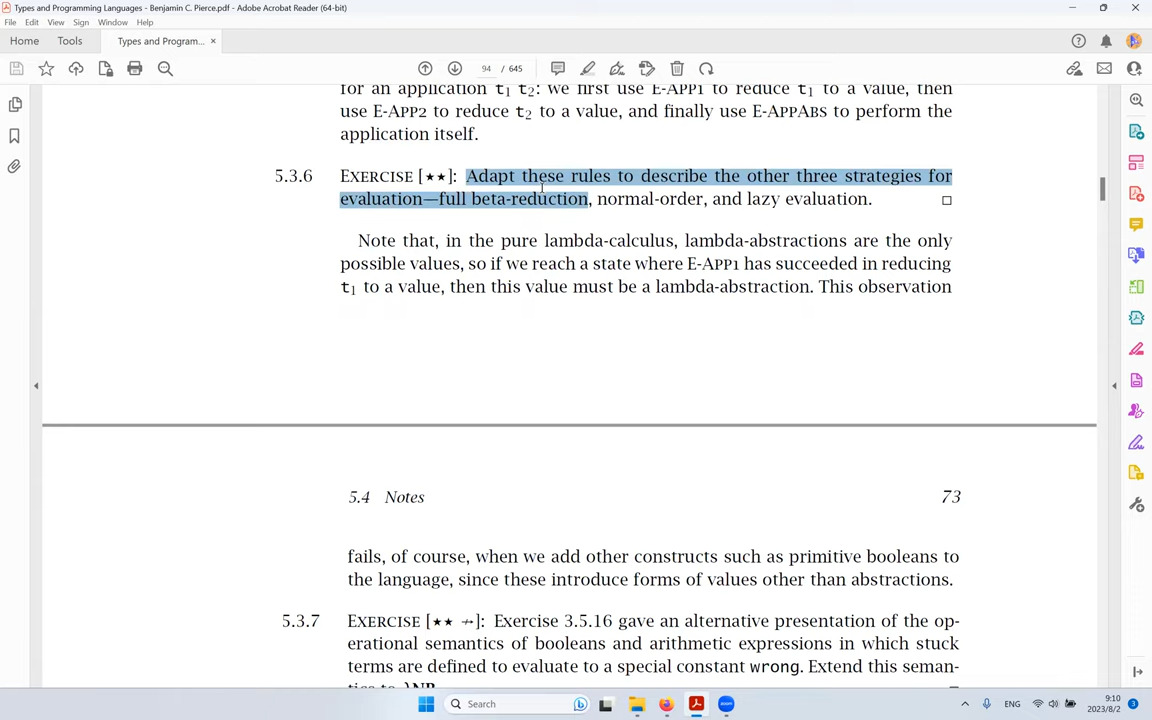 Types and Programming Languages - Benjamin C. Pierce.pdf - Adobe Acrobat Reader (64-bit)
File Edit View Sign Window Help
Home Tools Types and Program... ×
94 / 645
for an application t₁ t₂: we first use E-APP1 to reduce t₁ to a value, then
use E-APP2 to reduce t₂ to a value, and finally use E-APPABS to perform the
application itself.
5.3.6 EXERCISE [★★]: Adapt these rules to describe the other three strategies for
evaluation—full beta-reduction, normal-order, and lazy evaluation. □
Note that, in the pure lambda-calculus, lambda-abstractions are the only
possible values, so if we reach a state where E-APP1 has succeeded in reducing
t₁ to a value, then this value must be a lambda-abstraction. This observation
5.4 Notes 73
fails, of course, when we add other constructs such as primitive booleans to
the language, since these introduce forms of values other than abstractions.
5.3.7 EXERCISE [★★ ↛]: Exercise 3.5.16 gave an alternative presentation of the op-
erational semantics of booleans and arithmetic expressions in which stuck
terms are defined to evaluate to a special constant wrong. Extend this seman-
Search
ENG
9:10
2023/8/2
3